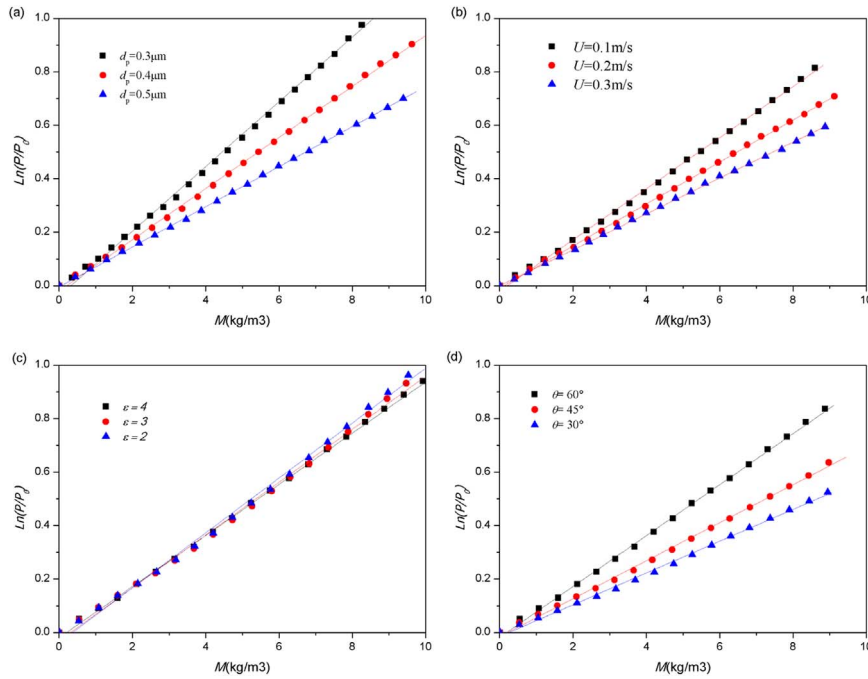 (a)
1.0
0.8
0.6
0.4
0.2
0.0
Ln(P/P0)
dp=0.3μm
dp=0.4μm
dp=0.5μm
0 2 4 6 8 10
M(kg/m3)
(b)
1.0
0.8
0.6
0.4
0.2
0.0
Ln(P/P0)
U=0.1m/s
U=0.2m/s
U=0.3m/s
0 2 4 6 8 10
M(kg/m3)
(c)
1.0
0.8
0.6
0.4
0.2
0.0
Ln(P/P0)
ε = 4
ε = 3
ε = 2
0 2 4 6 8 10
M(kg/m3)
(d)
1.0
0.8
0.6
0.4
0.2
0.0
Ln(P/P0)
θ= 60°
θ= 45°
θ= 30°
0 2 4 6 8 10
M(kg/m3)